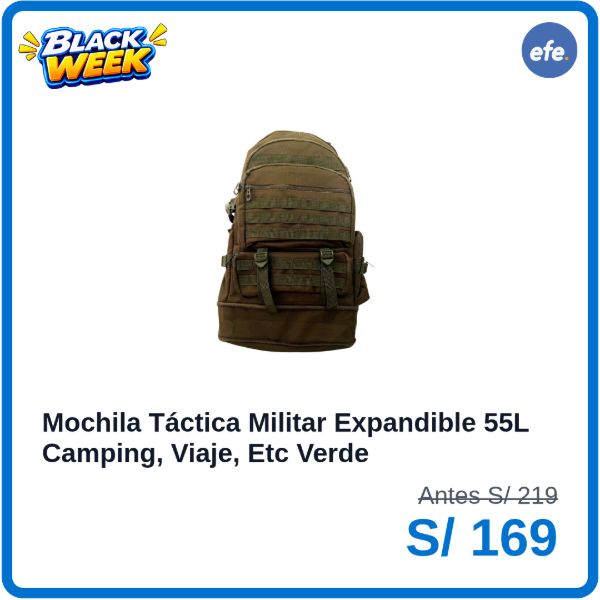 BLACK
WEEK
efe.
Mochila Táctica Militar Expandible 55L
Camping, Viaje, Etc Verde
Antes S/ 219
S/ 169